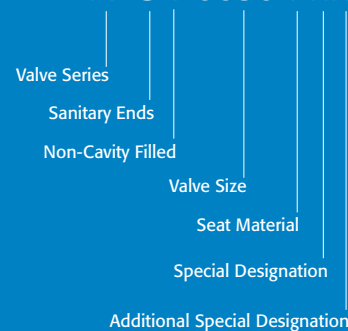 Valve Series
Sanitary Ends
Non-Cavity Filled
Valve Size
Seat Material
Special Designation
Additional Special Designation